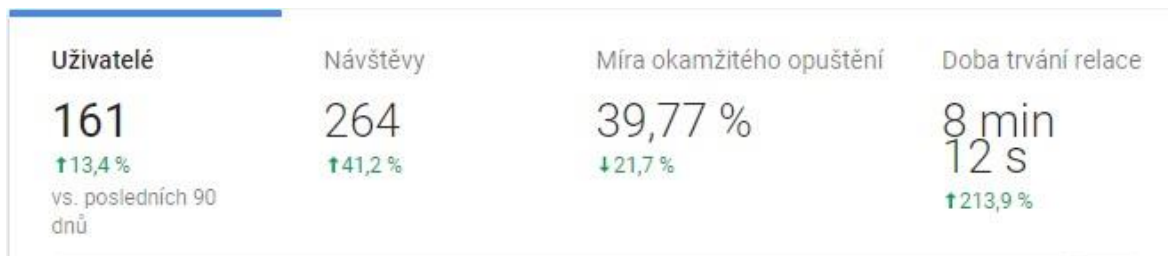 Uživatelé
161
↑13,4 %
vs. posledních 90
dnů
Návštěvy
264
↑41,2 %
Míra okamžitého opuštění
39,77 %
↓21,7 %
Doba trvání relace
8 min
12 s
↑213,9 %